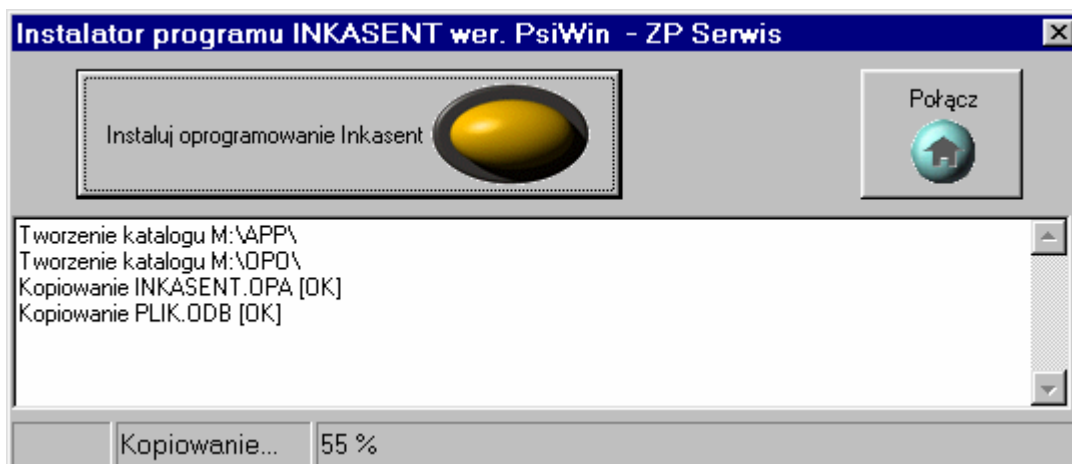 Instalator programu INKASENT wer. PsiWin - ZP Serwis
Instaluj oprogramowanie Inkasent
Połącz
Tworzenie katalogu M:\APP\
Tworzenie katalogu M:\OPO\
Kopiowanie INKASENT.OPA [OK]
Kopiowanie PLIK.ODB [OK]
Kopiowanie... 55 %